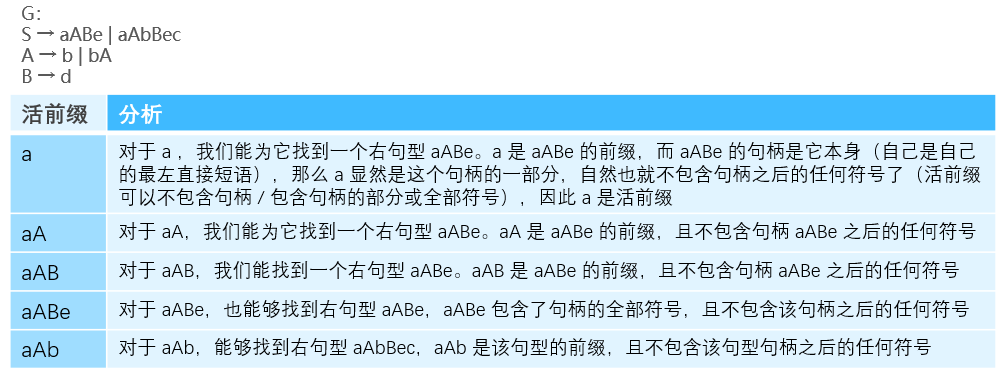 G:
S → aABe | aAbBec
A → b | bA
B → d
活前缀 分析
a 对于 a ，我们能为它找到一个右句型 aABe。a 是 aABe 的前缀，而 aABe 的句柄是它本身（自己是自己
的最左直接短语），那么 a 显然是这个句柄的一部分，自然也就不包含句柄之后的任何符号了（活前缀
可以不包含句柄 / 包含句柄的部分或全部符号），因此 a 是活前缀
aA 对于 aA，我们能为它找到一个右句型 aABe。aA 是 aABe 的前缀，且不包含句柄 aABe 之后的任何符号
aAB 对于 aAB，我们能找到一个右句型 aABe。aAB 是 aABe 的前缀，且不包含句柄 aABe 之后的任何符号
aABe 对于 aABe，也能够找到右句型 aABe，aABe 包含了句柄的全部符号，且不包含该句柄之后的任何符号
aAb 对于 aAb，能够找到右句型 aAbBec，aAb 是该句型的前缀，且不包含该句型句柄之后的任何符号